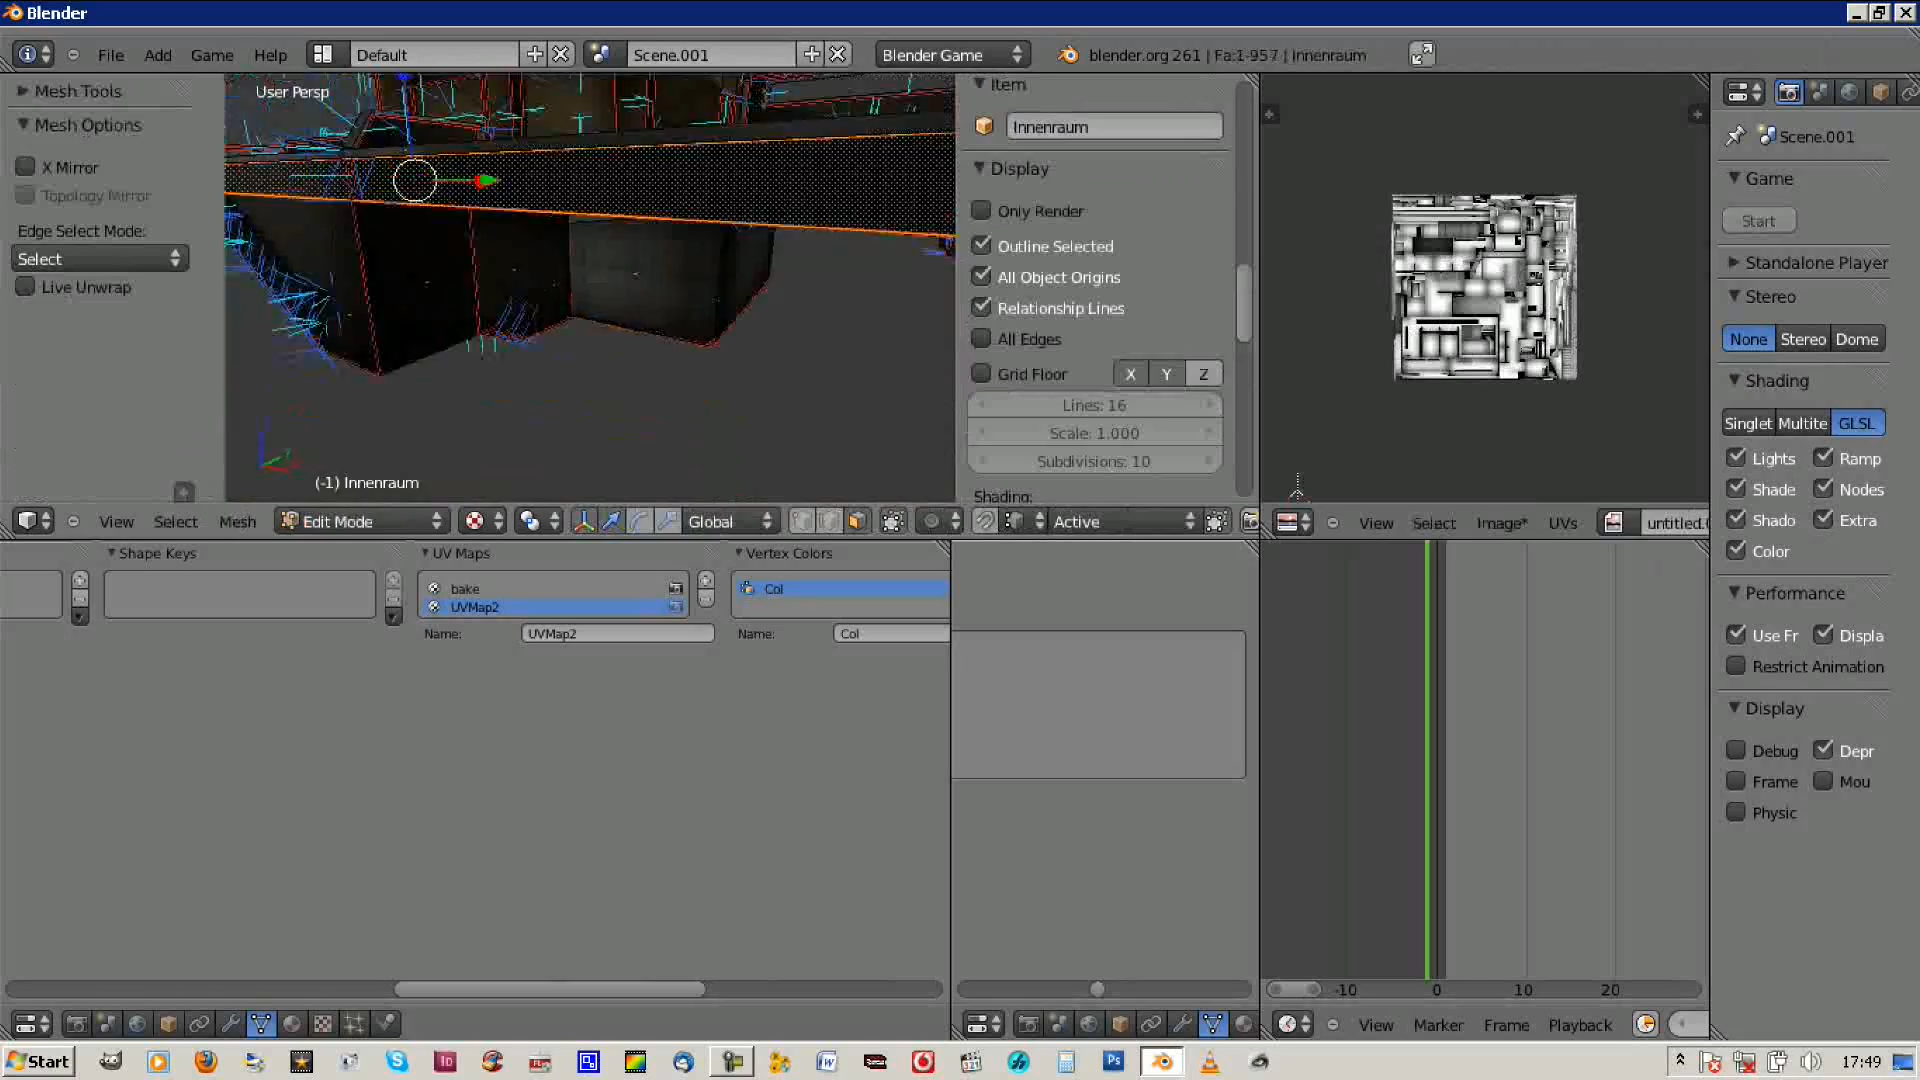 Blender
File Add Game Help Default Scene.001 Blender Game blender.org 261 | Fa:1-957 | Innenraum
Mesh Tools
Mesh Options
X Mirror
Topology Mirror
Edge Select Mode:
Select
Live Unwrap
User Persp
(-1) Innenraum
Item
Innenraum
Display
Only Render
Outline Selected
All Object Origins
Relationship Lines
All Edges
Grid Floor X Y Z
Lines: 16
Scale: 1.000
Subdivisions: 10
Shading:
Scene.001
Game
Start
Standalone Player
Stereo
None Stereo Dome
Shading
Singlet Multite GLSL
Lights Ramp
Shade Nodes
Shado Extra
Color
Performance
Use Fr Displa
Restrict Animation
Display
Debug Depr
Frame Mou
Physic
View Select Mesh Edit Mode Global Active
View Select Image* UVs untitled.0
Shape Keys
UV Maps
bake
UVMap2
Name: UVMap2
Vertex Colors
Col
Name: Col
-10 0 10 20
View Marker Frame Playback
Start Id Ps W 17:49